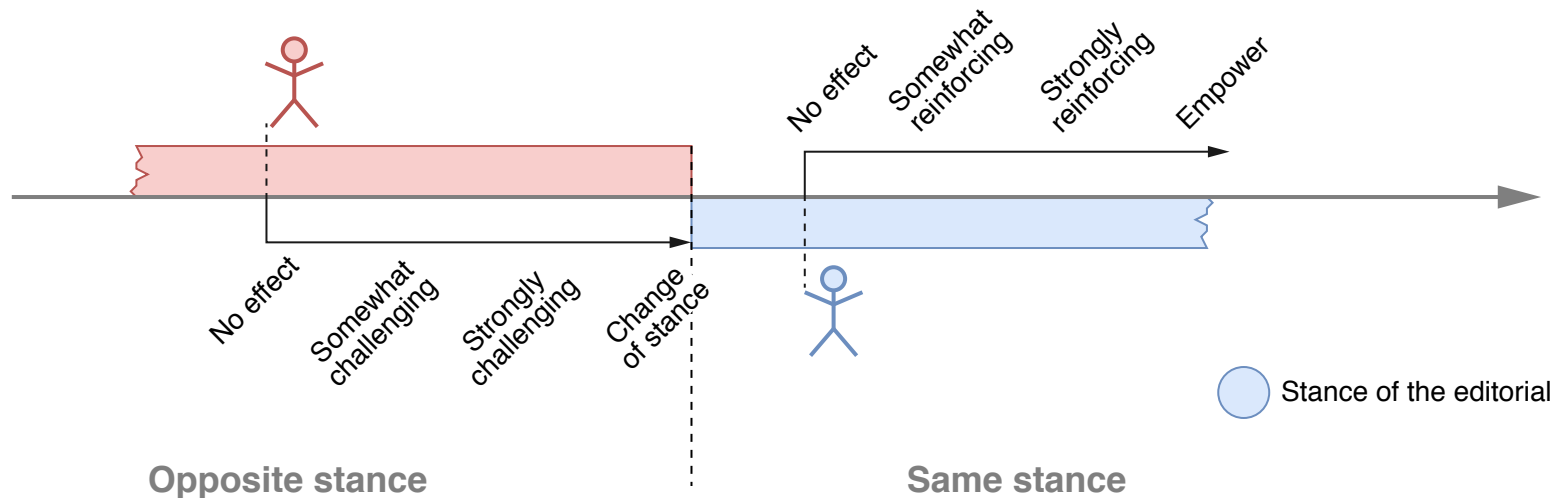 No effect
Somewhat
reinforcing
Strongly
reinforcing
Empower
No effect
Somewhat
challenging
Strongly
challenging
Change
of stance
Stance of the editorial
Opposite stance
Same stance